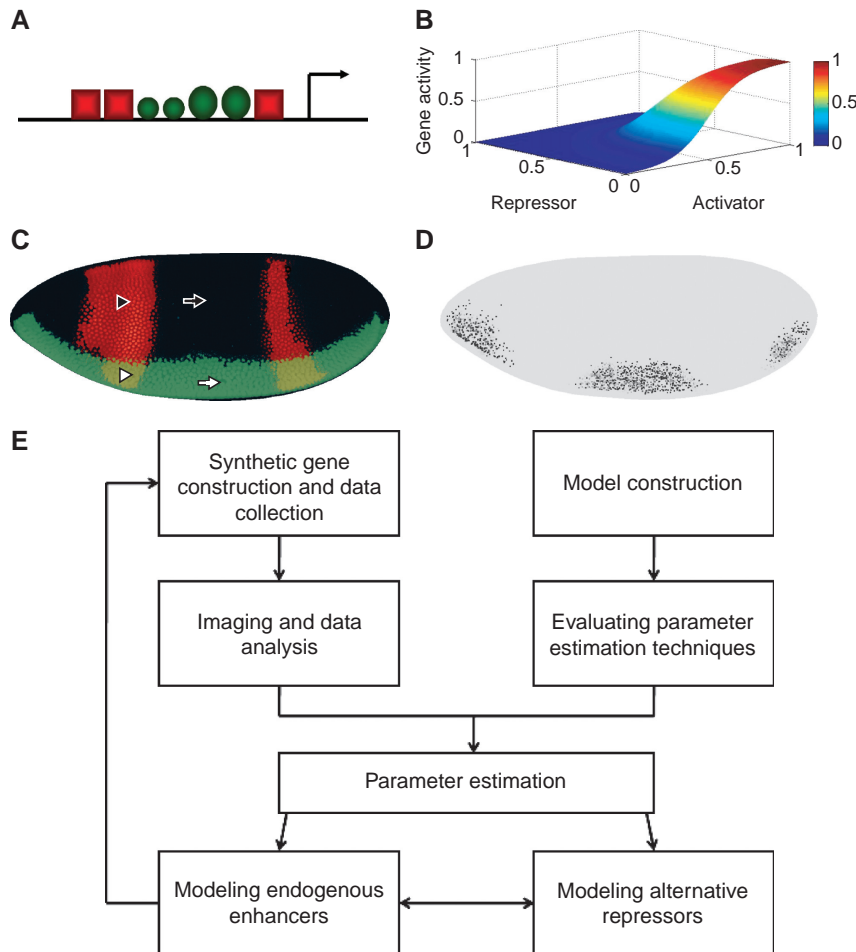 A
B
Gene activity
1
0.5
0
1
0.5
0
0
0.5
1
Repressor
Activator
1
0
C
D
E
Synthetic gene
construction and data
collection
Model construction
Imaging and data
analysis
Evaluating parameter
estimation techniques
Parameter estimation
Modeling endogenous
enhancers
Modeling alternative
repressors